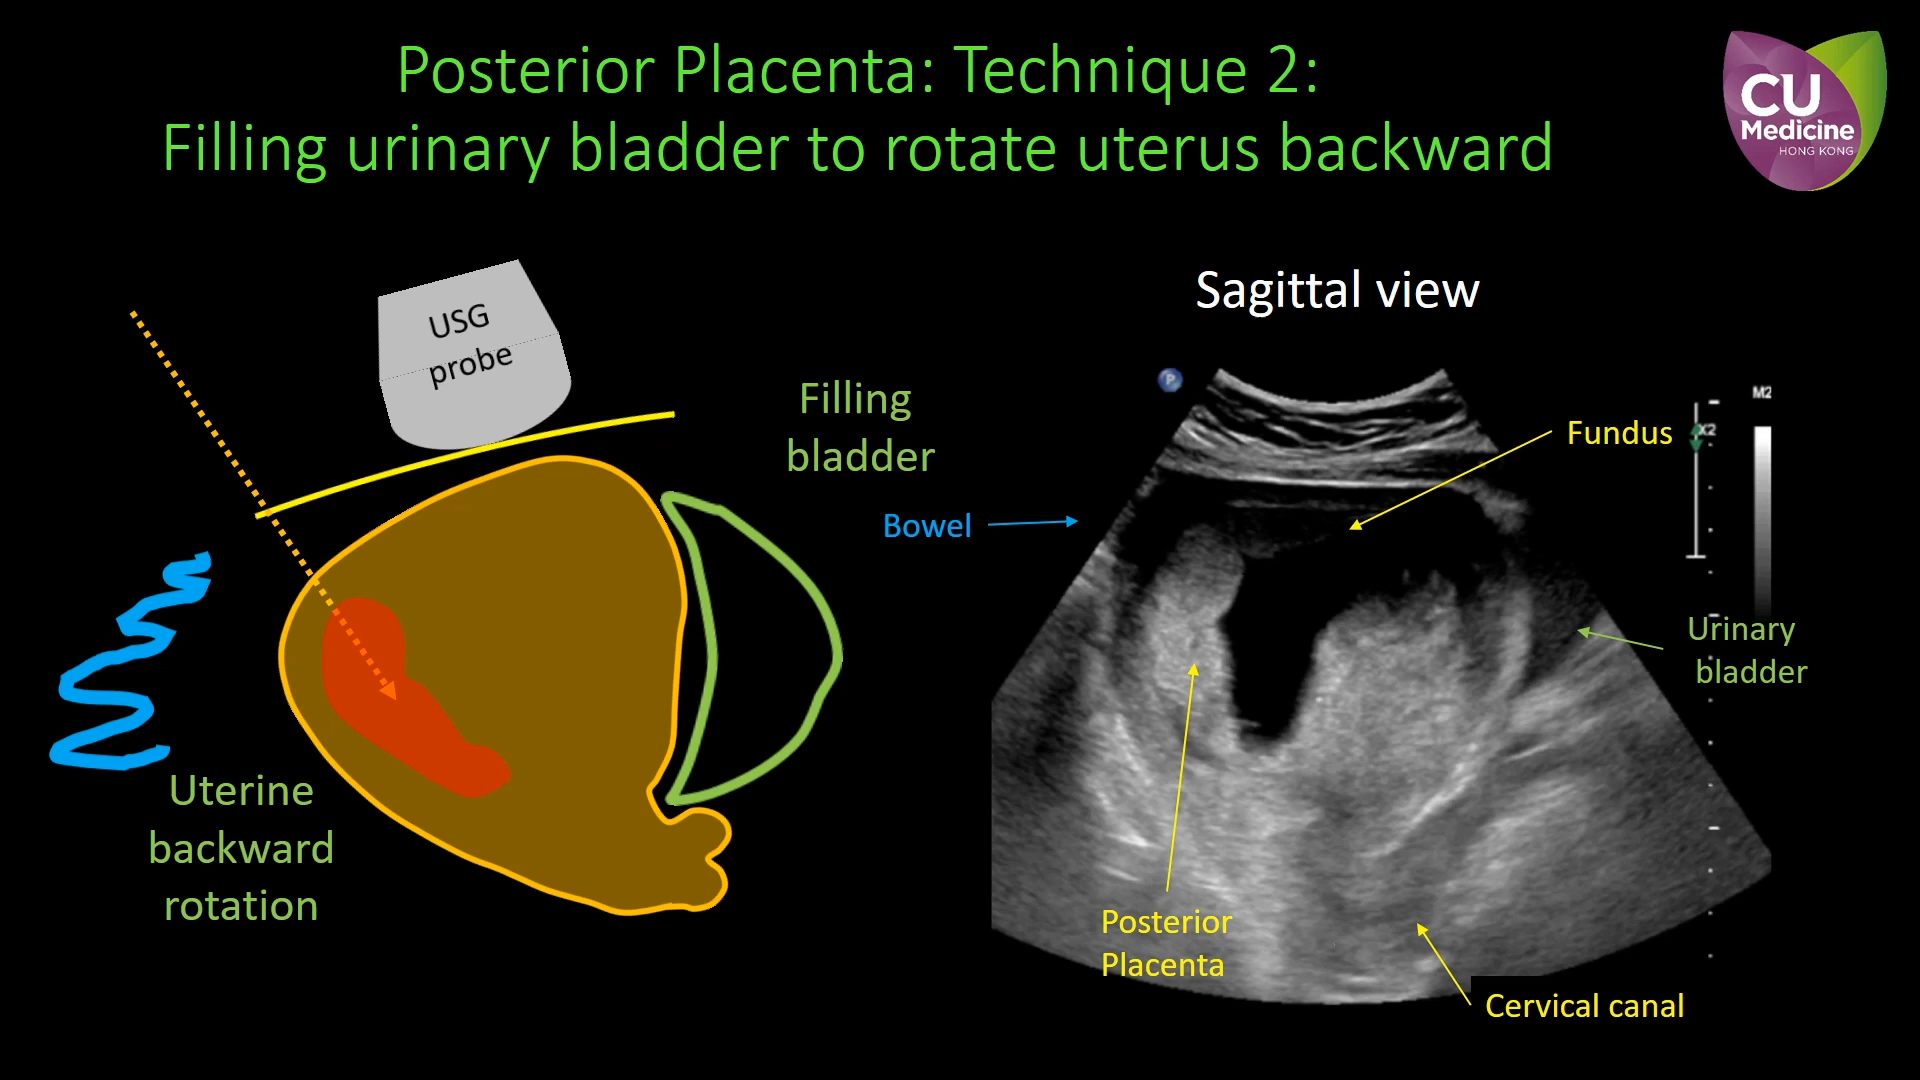 Posterior Placenta: Technique 2:
Filling urinary bladder to rotate uterus backward
CU
Medicine
HONG KONG
USG
probe
Filling
bladder
Uterine
backward
rotation
Sagittal view
P
M2
X2
Fundus
Bowel
Urinary
bladder
Posterior
Placenta
Cervical canal